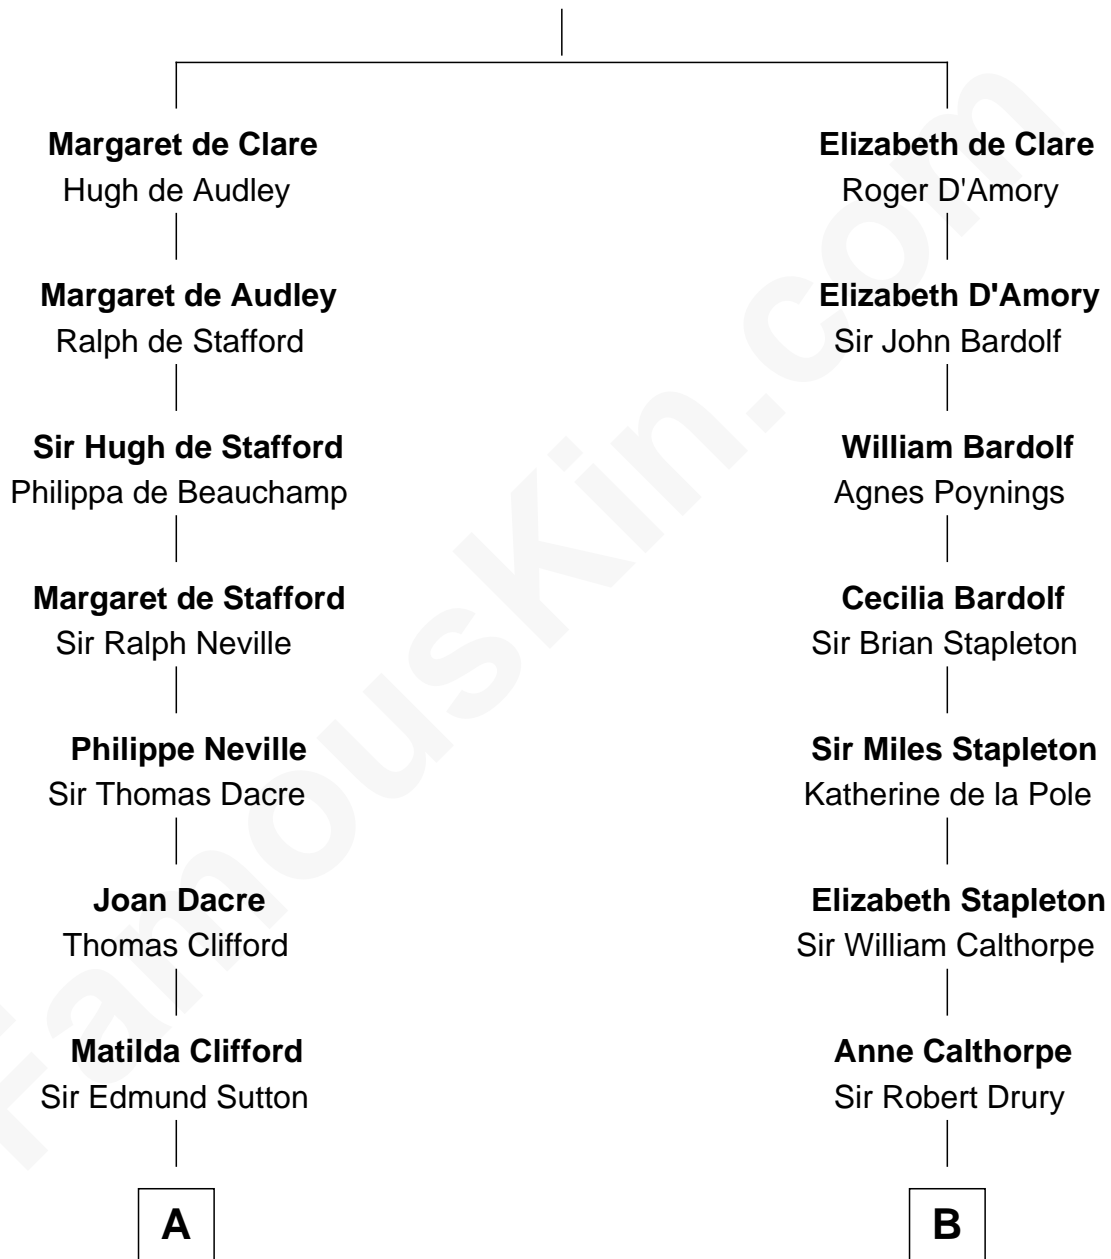 Margaret de Clare
Hugh de Audley
Margaret de Audley
Ralph de Stafford
Sir Hugh de Stafford
Philippa de Beauchamp
Margaret de Stafford
Sir Ralph Neville
Philippe Neville
Sir Thomas Dacre
Joan Dacre
Thomas Clifford
Matilda Clifford
Sir Edmund Sutton
A
Elizabeth de Clare
Roger D'Amory
Elizabeth D'Amory
Sir John Bardolf
William Bardolf
Agnes Poynings
Cecilia Bardolf
Sir Brian Stapleton
Sir Miles Stapleton
Katherine de la Pole
Elizabeth Stapleton
Sir William Calthorpe
Anne Calthorpe
Sir Robert Drury
B
FamousKin.com